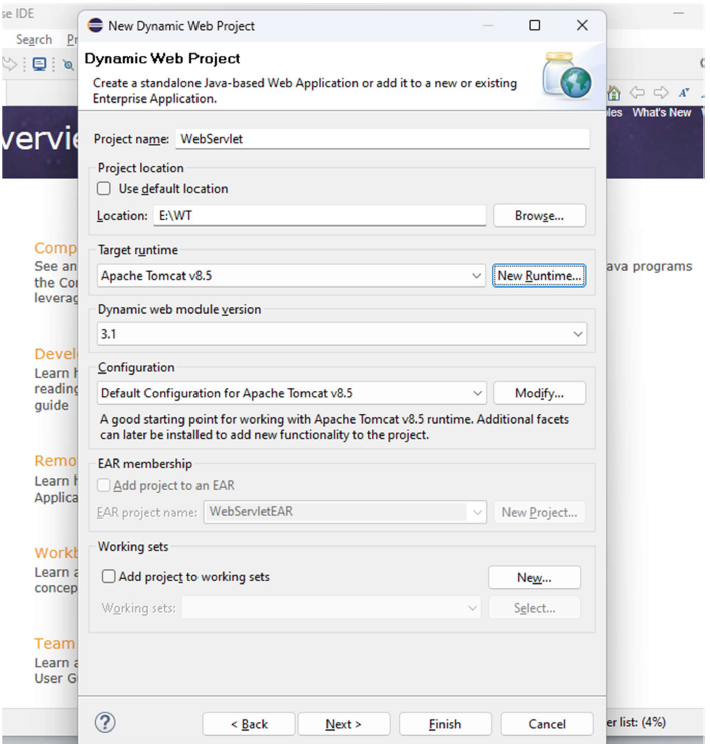 se IDE
New Dynamic Web Project
Search Pr
Dynamic Web Project
Create a standalone Java-based Web Application or add it to a new or existing
Enterprise Application.
What's New
vervie
Project name: WebServlet
Project location
Use default location
Location: E:\WT Browse...
Target runtime
Apache Tomcat v8.5 New Runtime...
Dynamic web module version
3.1
Configuration
Default Configuration for Apache Tomcat v8.5 Modify...
A good starting point for working with Apache Tomcat v8.5 runtime. Additional facets
can later be installed to add new functionality to the project.
EAR membership
Add project to an EAR
EAR project name: WebServletEAR New Project...
Working sets
Add project to working sets New...
Working sets: Select...
< Back Next > Finish Cancel
Comp
See an
the Cor
leverag
ava programs
Devel
Learn h
reading
guide
Remo
Learn h
Applica
Workb
Learn a
concep
Team
Learn a
User G
er list: (4%)